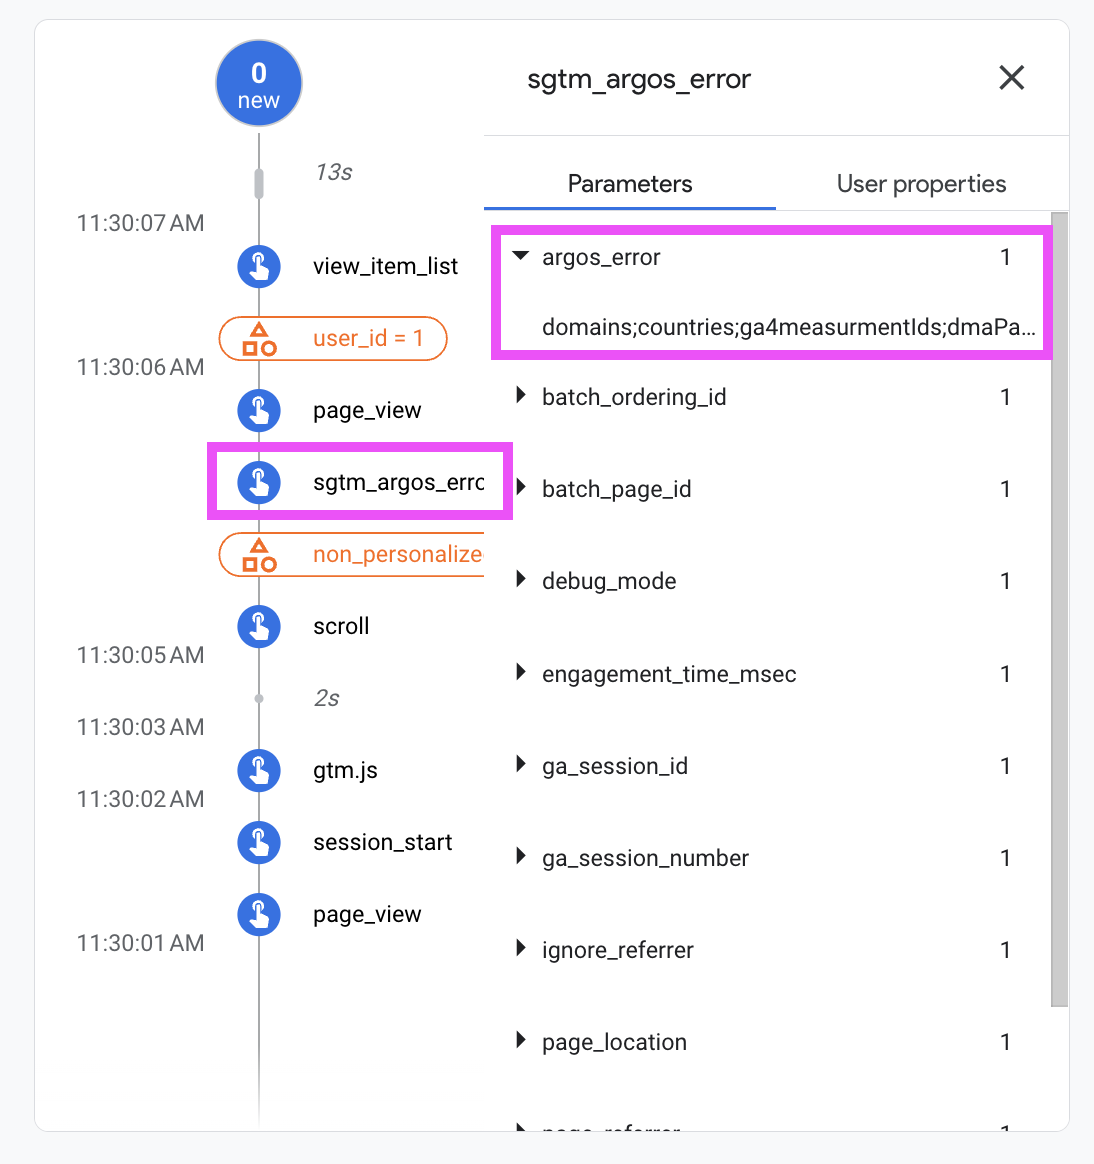 0
new
13s
11:30:07 AM
view_item_list
user_id = 1
11:30:06 AM
page_view
sgtm_argos_erro
non_personalize
scroll
11:30:05 AM
2s
11:30:03 AM
gtm.js
11:30:02 AM
session_start
page_view
11:30:01 AM
sgtm_argos_error
Parameters User properties
argos_error 1
domains;countries;ga4measurmentIds;dmaPa...
batch_ordering_id 1
batch_page_id 1
debug_mode 1
engagement_time_msec 1
ga_session_id 1
ga_session_number 1
ignore_referrer 1
page_location 1
page_referrer 1